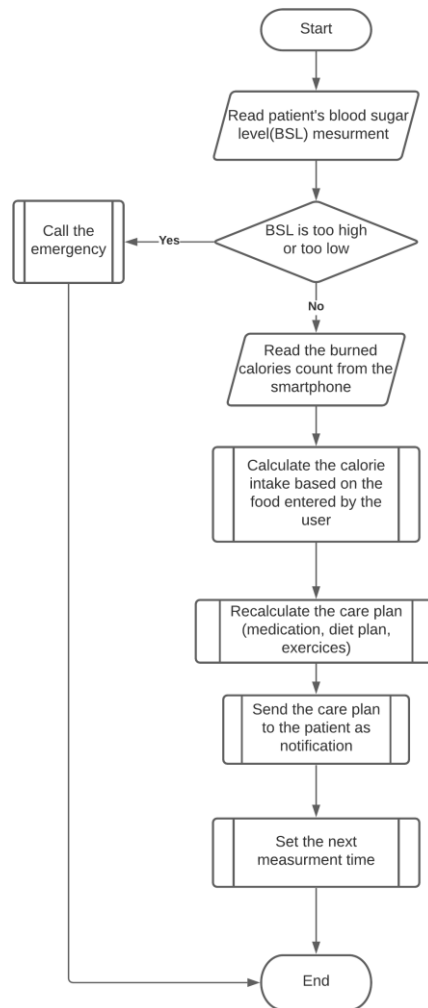 Start
Read patient's blood sugar
level(BSL) mesurment
BSL is too high
or too low
Yes
Call the
emergency
No
Read the burned
calories count from the
smartphone
Calculate the calorie
intake based on the
food entered by the
user
Recalculate the care plan
(medication, diet plan,
exercices)
Send the care plan
to the patient as
notification
Set the next
measurment time
End